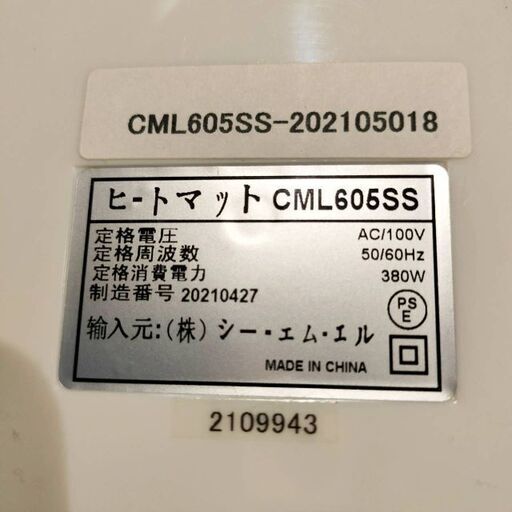 CML605SS-202105018
ヒートマット CML605SS
定格電圧 AC/100V
定格周波数 50/60Hz
定格消費電力 380W
制造番号 20210427
PS
E
輸入元:(株) シー・エム・エル
MADE IN CHINA
2109943